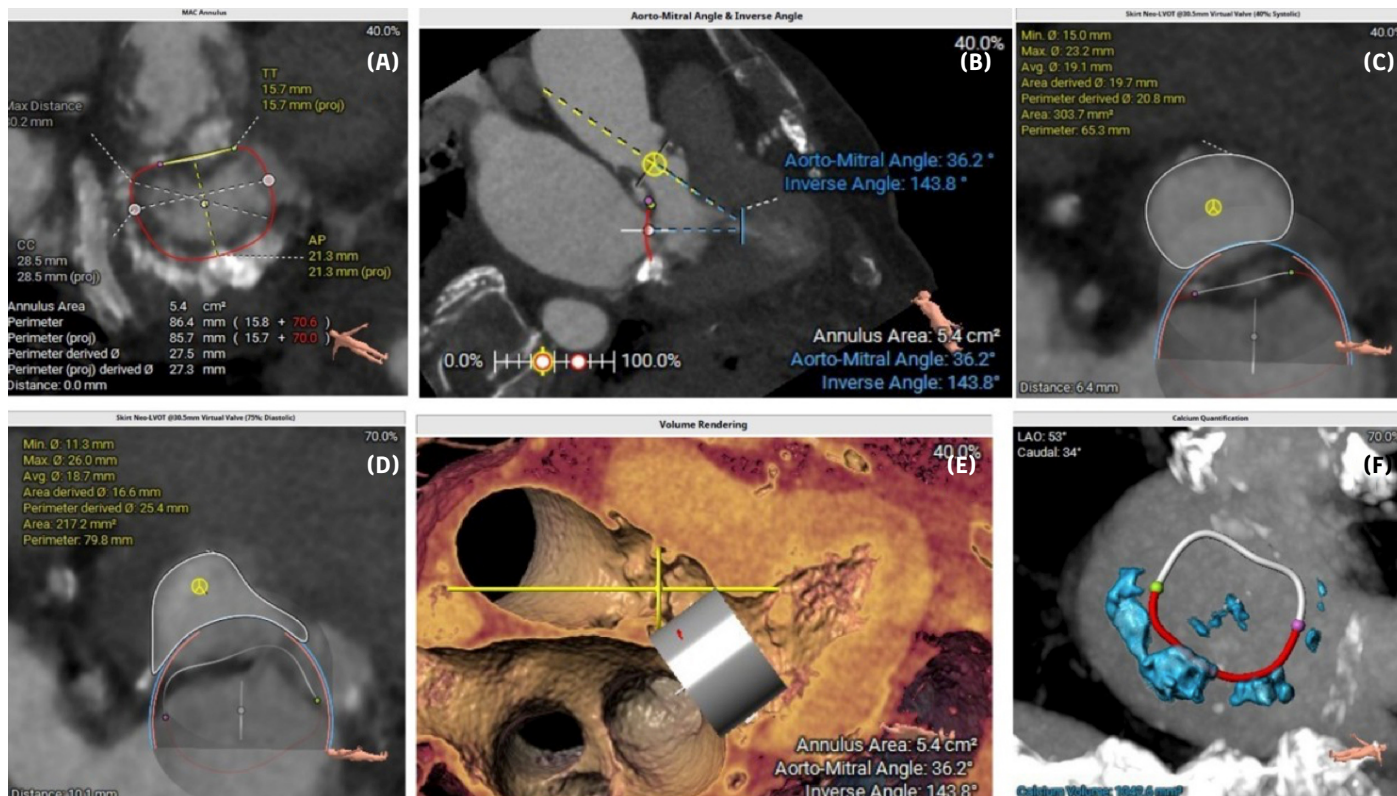 MAC Annulus
40.0%
(A)
TT
15.7 mm
15.7 mm (proj)
Max Distance
30.2 mm
CC
28.5 mm
28.5 mm (proj)
AP
21.3 mm
21.3 mm (proj)
Annulus Area 5.4 cm²
Perimeter 86.4 mm ( 15.8 + 70.6 )
Perimeter (proj) 85.7 mm ( 15.7 + 70.0 )
Perimeter derived Ø 27.5 mm
Perimeter (proj) derived Ø 27.3 mm
Distance: 0.0 mm
Aorto-Mitral Angle & Inverse Angle
40.0%
(B)
Aorto-Mitral Angle: 36.2 °
Inverse Angle: 143.8 °
0.0% 100.0%
Annulus Area: 5.4 cm²
Aorto-Mitral Angle: 36.2°
Inverse Angle: 143.8°
Skirt Neo-LVOT @30.5mm Virtual Valve (40%; Systolic)
40.0%
(C)
Min. Ø: 15.0 mm
Max. Ø: 23.2 mm
Avg. Ø: 19.1 mm
Area derived Ø: 19.7 mm
Perimeter derived Ø: 20.8 mm
Area: 303.7 mm²
Perimeter: 65.3 mm
Distance: 6.4 mm
Skirt Neo-LVOT @30.5mm Virtual Valve (75%; Diastolic)
70.0%
(D)
Min. Ø: 11.3 mm
Max. Ø: 26.0 mm
Avg. Ø: 18.7 mm
Area derived Ø: 16.6 mm
Perimeter derived Ø: 25.4 mm
Area: 217.2 mm²
Perimeter: 79.8 mm
Distance: 10.1 mm
Volume Rendering
40.0%
(E)
Annulus Area: 5.4 cm²
Aorto-Mitral Angle: 36.2°
Inverse Angle: 143.8°
Calcium Quantification
LAO: 53°
Caudal: 34°
70.0%
(F)
Calcium Volume: